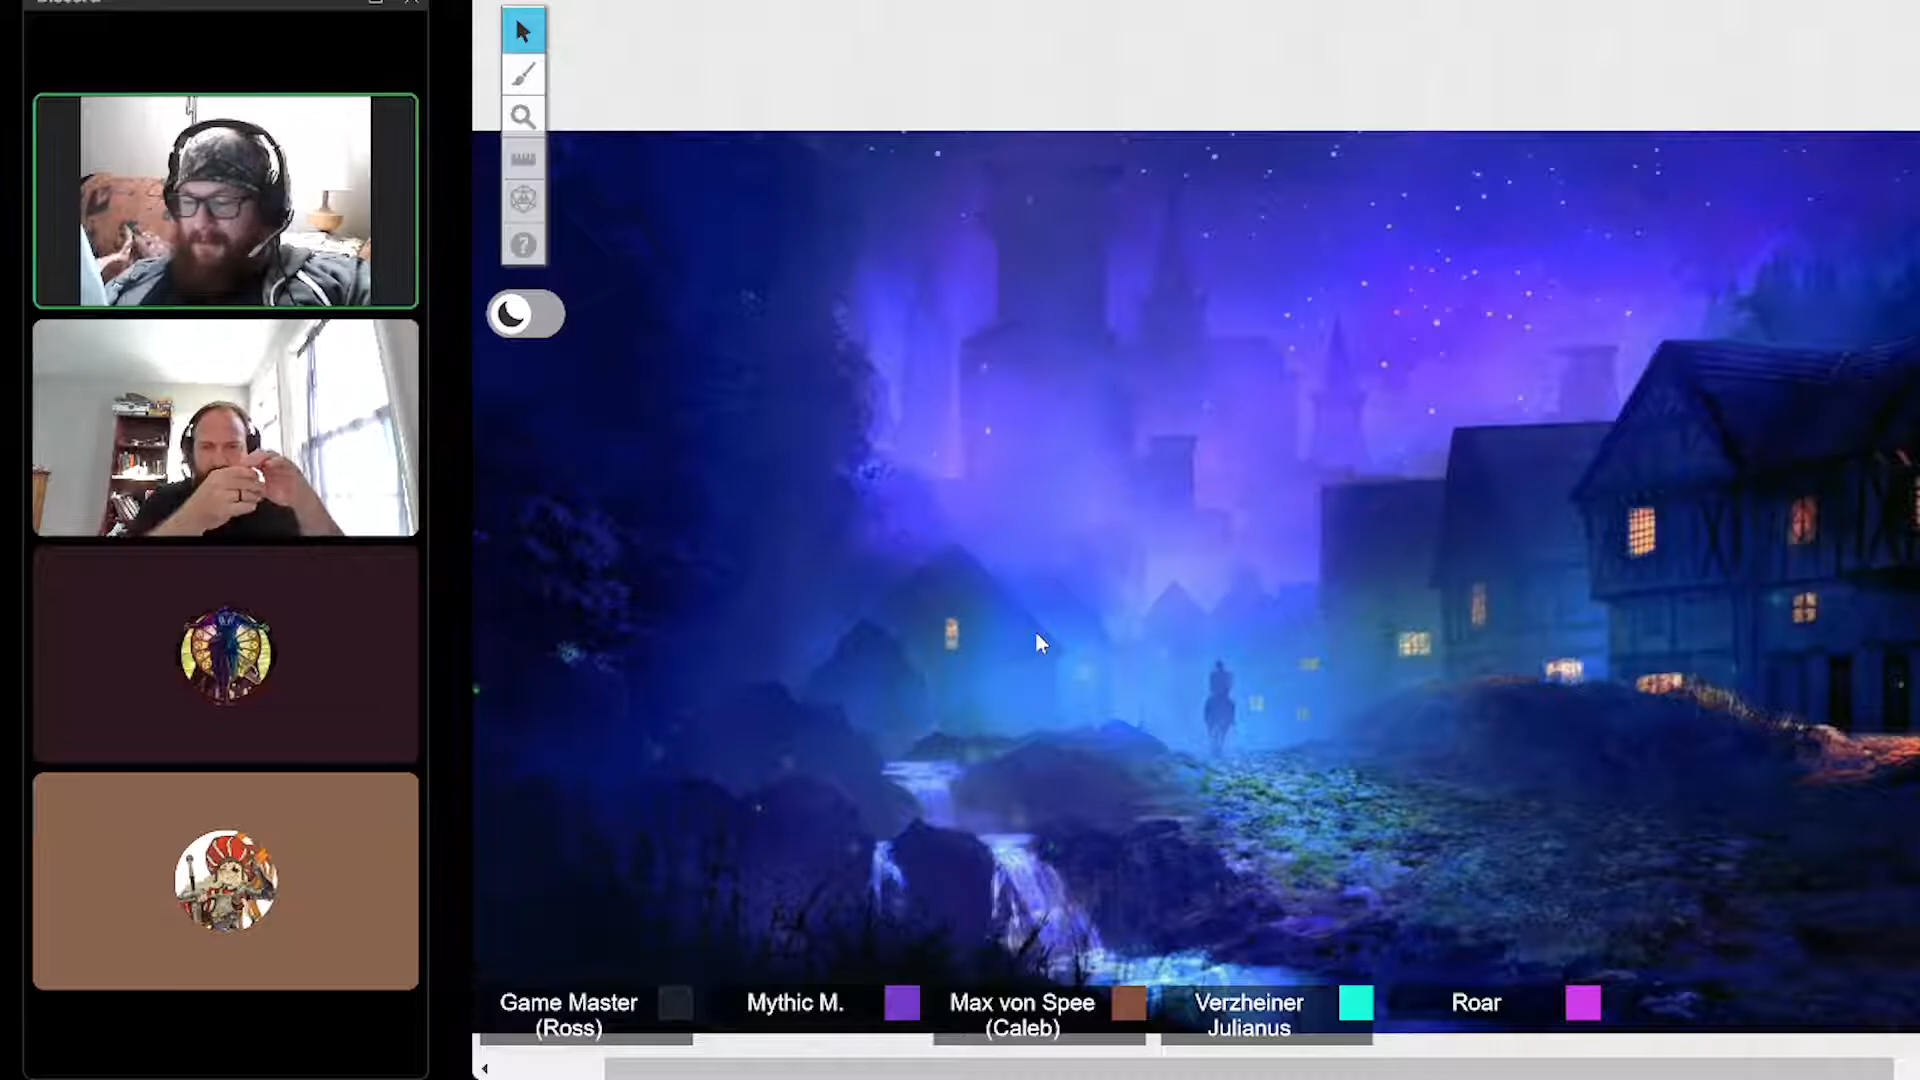 Game Master
(Ross)
Mythic M.
Max von Spee
(Caleb)
Verzheiner
Julianus
Roar